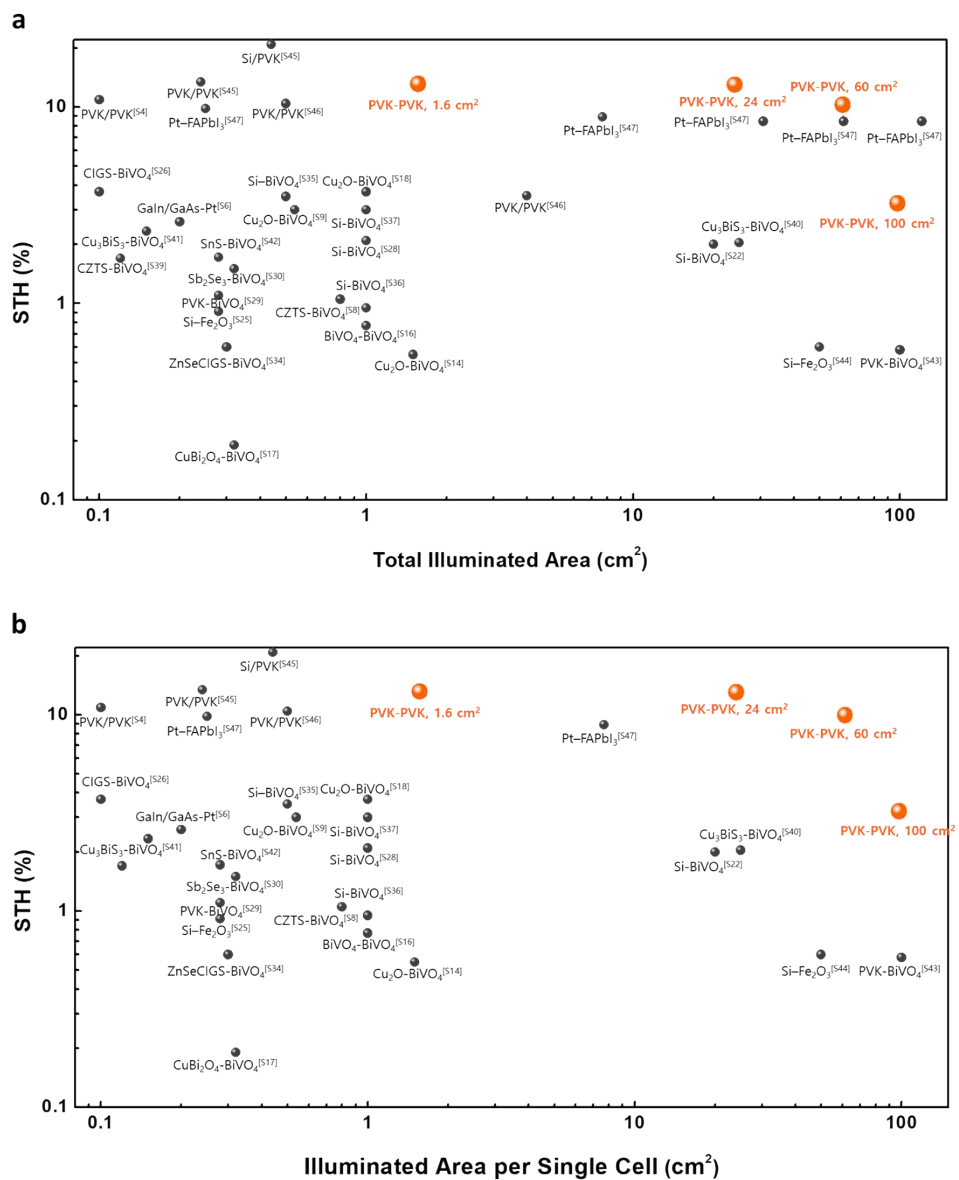 a
Si/PVK[S45]
PVK/PVK[S45]
PVK-PVK, 60 cm²
10
PVK/PVK[S4]
Pt–FAPbI₃[S47]
PVK/PVK[S46]
PVK-PVK, 1.6 cm²
PVK-PVK, 24 cm²
Pt–FAPbI₃[S47]
Pt–FAPbI₃[S47]
Pt–FAPbI₃[S47]
Pt–FAPbI₃[S47]
CIGS-BiVO₄[S26]
Si–BiVO₄[S35]
Cu₂O-BiVO₄[S18]
GaIn/GaAs-Pt[S6]
Cu₂O-BiVO₄[S9]
Si-BiVO₄[S37]
PVK/PVK[S46]
PVK-PVK, 100 cm²
Cu₃BiS₃-BiVO₄[S41]
SnS-BiVO₄[S42]
Si-BiVO₄[S28]
Cu₃BiS₃-BiVO₄[S40]
Si-BiVO₄[S22]
CZTS-BiVO₄[S39]
Sb₂Se₃-BiVO₄[S30]
Si-BiVO₄[S36]
1
PVK-BiVO₄[S29]
CZTS-BiVO₄[S8]
Si–Fe₂O₃[S25]
BiVO₄-BiVO₄[S16]
ZnSeCIGS-BiVO₄[S34]
Cu₂O-BiVO₄[S14]
Si–Fe₂O₃[S44]
PVK-BiVO₄[S43]
CuBi₂O₄-BiVO₄[S17]
0.1
STH (%)
0.1 1 10 100
Total Illuminated Area (cm²)
b
Si/PVK[S45]
PVK/PVK[S45]
10
PVK/PVK[S4]
Pt–FAPbI₃[S47]
PVK/PVK[S46]
PVK-PVK, 1.6 cm²
PVK-PVK, 24 cm²
Pt–FAPbI₃[S47]
PVK-PVK, 60 cm²
CIGS-BiVO₄[S26]
Si–BiVO₄[S35]
Cu₂O-BiVO₄[S18]
GaIn/GaAs-Pt[S6]
Cu₂O-BiVO₄[S9]
Si-BiVO₄[S37]
PVK-PVK, 100 cm²
Cu₃BiS₃-BiVO₄[S41]
SnS-BiVO₄[S42]
Si-BiVO₄[S28]
Cu₃BiS₃-BiVO₄[S40]
Si-BiVO₄[S22]
Sb₂Se₃-BiVO₄[S30]
Si-BiVO₄[S36]
1
PVK-BiVO₄[S29]
CZTS-BiVO₄[S8]
Si–Fe₂O₃[S25]
BiVO₄-BiVO₄[S16]
ZnSeCIGS-BiVO₄[S34]
Cu₂O-BiVO₄[S14]
Si–Fe₂O₃[S44]
PVK-BiVO₄[S43]
CuBi₂O₄-BiVO₄[S17]
0.1
STH (%)
0.1 1 10 100
Illuminated Area per Single Cell (cm²)